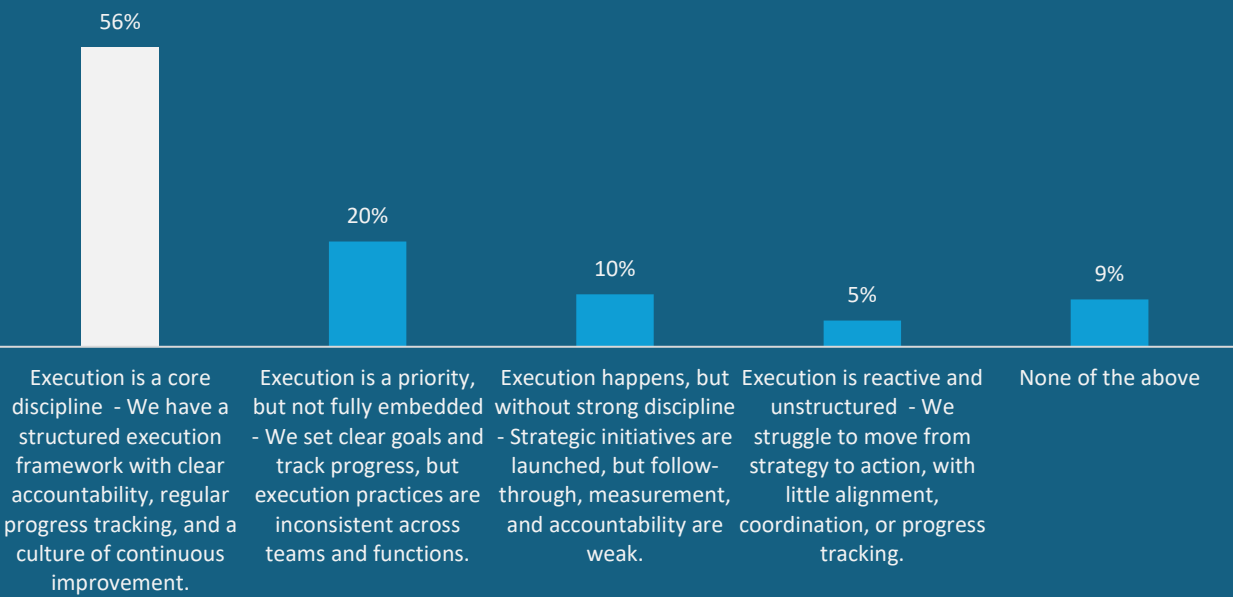 56%
20%
10%
5%
9%
Execution is a core
discipline - We have a
structured execution
framework with clear
accountability, regular
progress tracking, and a
culture of continuous
improvement.
Execution is a priority,
but not fully embedded
- We set clear goals and
track progress, but
execution practices are
inconsistent across
teams and functions.
Execution happens, but
without strong discipline
- Strategic initiatives are
launched, but follow-
through, measurement,
and accountability are
weak.
Execution is reactive and
unstructured - We
struggle to move from
strategy to action, with
little alignment,
coordination, or progress
tracking.
None of the above